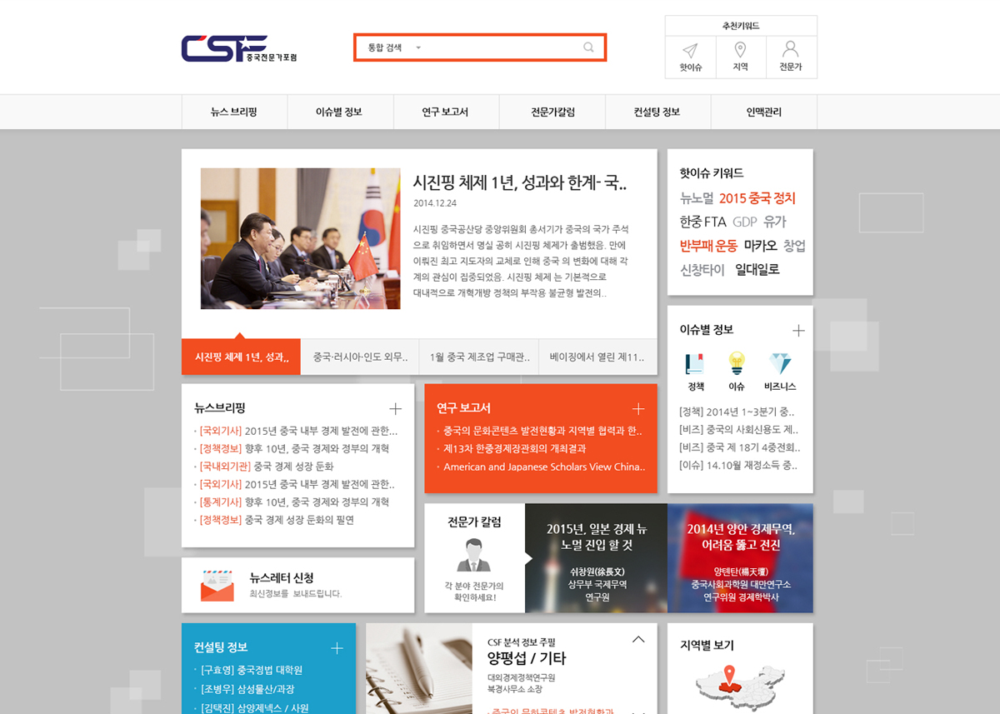 CSF 중국전문가포럼
통합 검색
추천키워드
핫이슈
지역
전문가
뉴스 브리핑
이슈별 정보
연구 보고서
전문가칼럼
컨설팅 정보
인맥관리
시진핑 체제 1년, 성과와 한계- 국..
2014.12.24
시진핑 중국공산당 중앙위원회 총서기가 중국의 국가 주석
으로 취임하면서 명실 공히 시진핑 체제가 출범했음. 만에
이뤄진 최고 지도자의 교체로 인해 중국 의 변화에 대해 각
계의 관심이 집중되었음. 시진핑 체제 는 기본적으로
대내적으로 개혁개방 정책의 부작용 불균형 발전의..
시진핑 체제 1년, 성과..
중국·러시아·인도 외무..
1월 중국 제조업 구매관..
베이징에서 열린 제11..
핫이슈 키워드
뉴노멀 2015 중국 정치
한중 FTA GDP 유가
반부패 운동 마카오 창업
신창타이 일대일로
이슈별 정보
정책
이슈
비즈니스
[정책] 2014년 1~3분기 중..
[비즈] 중국의 사회신용도 제..
[비즈] 중국 제 18기 4중전회..
[이슈] 14.10월 재정소득 중..
뉴스브리핑
· [국외기사] 2015년 중국 내부 경제 발전에 관한...
· [정책정보] 향후 10년, 중국 경제와 정부의 개혁
· [국내외기관] 중국 경제 성장 둔화
· [국외기사] 2015년 중국 내부 경제 발전에 관한..
· [통계기사] 향후 10년, 중국 경제와 정부의 개혁
· [정책정보] 중국 경제 성장 둔화의 필연
연구 보고서
· 중국의 문화콘텐츠 발전현황과 지역별 협력과 한..
· 제13차 한중경제장관회의 개최결과
· American and Japanese Scholars View China..
뉴스레터 신청
최신정보를 보내드립니다.
전문가 칼럼
각 분야 전문가의
확인하세요!
2015년, 일본 경제 뉴
노멀 진입 할 것
쉬창원(徐長文)
상무부 국제무역
연구원
2014년 양안 경제무역,
어려움 뚫고 전진
양텐탄(楊天壇)
중국사회과학원 대만연구소
연구위원 경제학박사
컨설팅 정보
· [구효영] 중국정법 대학원
· [조병우] 삼성물산/과장
· [김택진] 삼양제넥스 / 사원
CSF 분석 정보 주필
양평섭 / 기타
대외경제정책연구원
북경사무소 소장
· 중국의 문화콘텐츠 발전현황과
지역별 보기